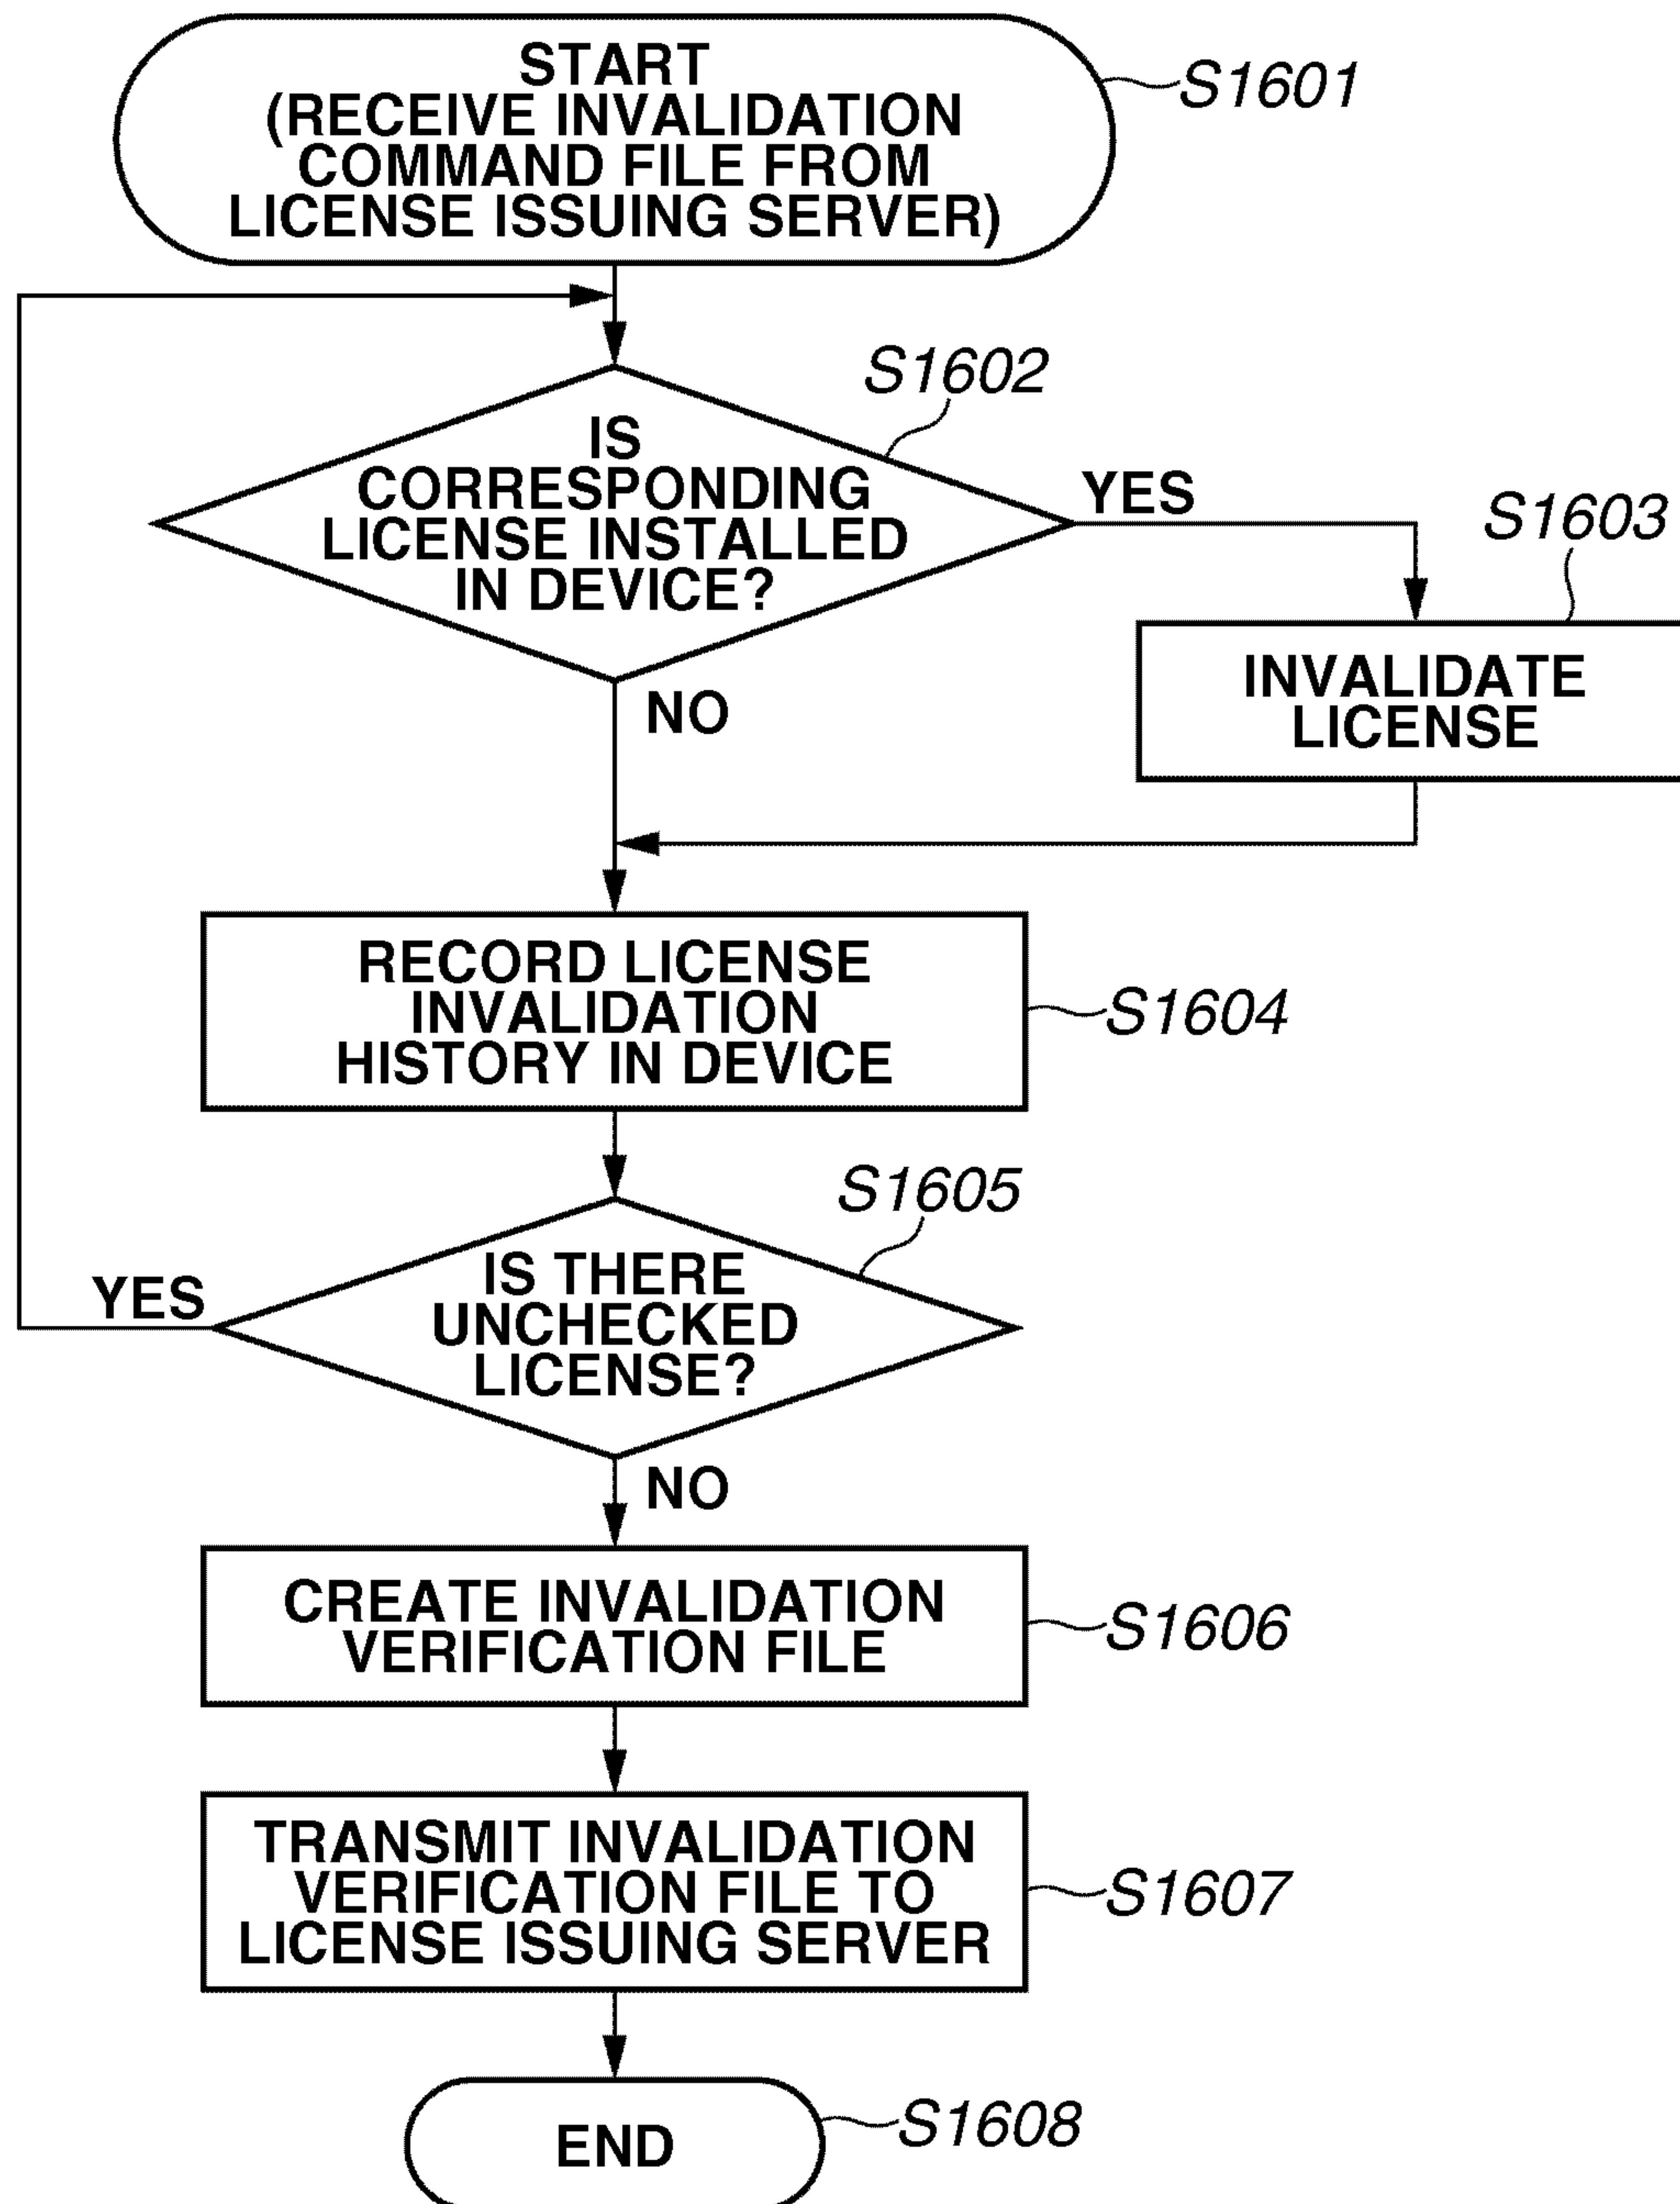 START
(RECEIVE INVALIDATION
COMMAND FILE FROM
LICENSE ISSUING SERVER)
S1601
S1602
IS
CORRESPONDING
LICENSE INSTALLED
IN DEVICE?
YES
S1603
INVALIDATE
LICENSE
NO
RECORD LICENSE
INVALIDATION
HISTORY IN DEVICE
S1604
S1605
IS THERE
UNCHECKED
LICENSE?
YES
NO
CREATE INVALIDATION
VERIFICATION FILE
S1606
TRANSMIT INVALIDATION
VERIFICATION FILE TO
LICENSE ISSUING SERVER
S1607
END
S1608